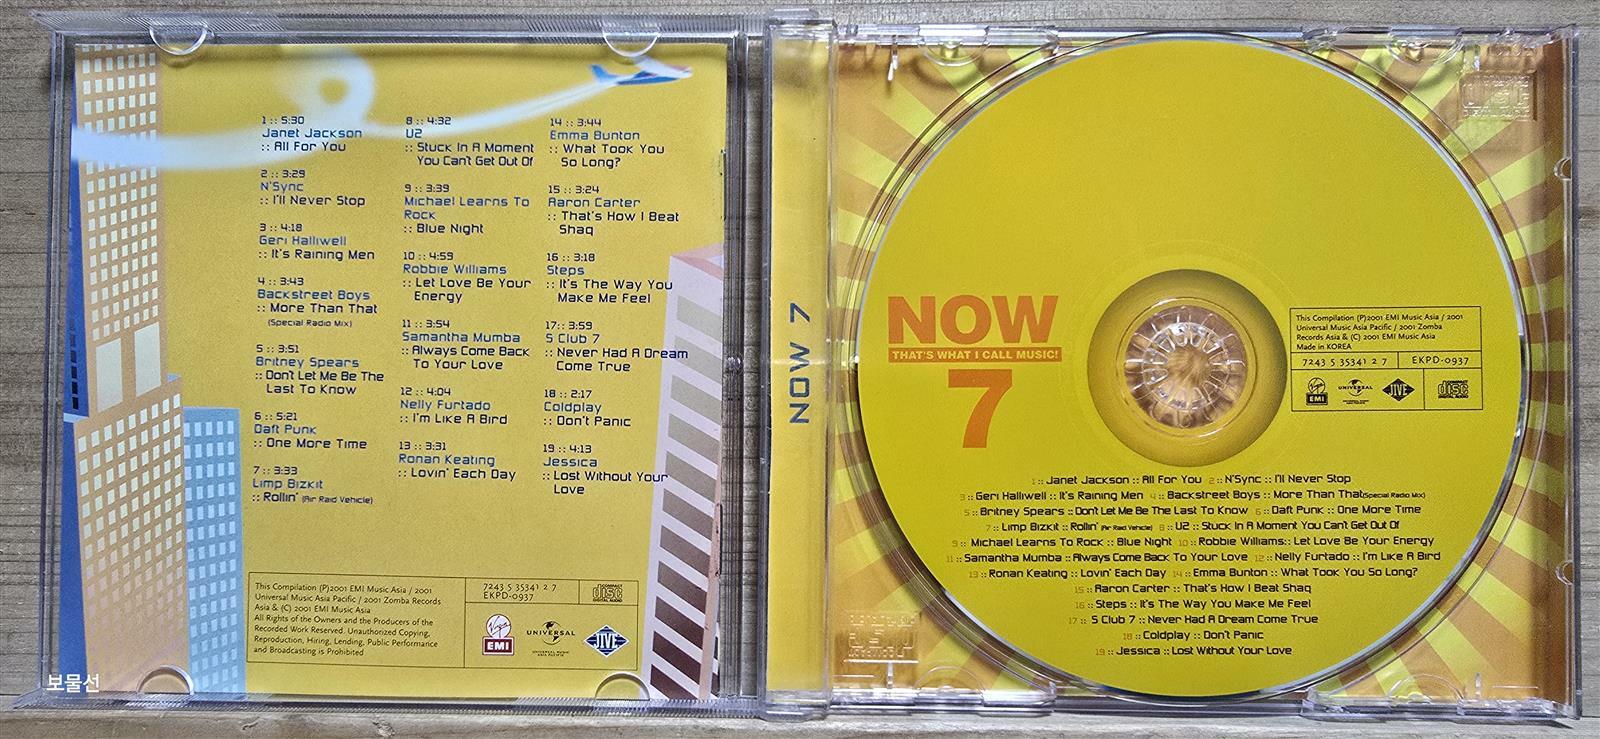 1 :: 5:30
Janet Jackson
:: All For You
2 :: 3:29
N'Sync
:: I'll Never Stop
3 :: 4:18
Geri Halliwell
:: It's Raining Men
4 :: 3:43
Backstreet Boys
:: More Than That
(Special Radio Mix)
5 :: 3:51
Britney Spears
:: Don't Let Me Be The
Last To Know
6 :: 5:21
Daft Punk
:: One More Time
7 :: 3:33
Limp Bizkit
:: Rollin' (Air Raid Vehicle)
8 :: 4:32
U2
:: Stuck In A Moment
You Can't Get Out Of
9 :: 3:39
Michael Learns To
Rock
:: Blue Night
10 :: 4:59
Robbie Williams
:: Let Love Be Your
Energy
11 :: 3:54
Samantha Mumba
:: Always Come Back
To Your Love
12 :: 4:04
Nelly Furtado
:: I'm Like A Bird
13 :: 3:31
Ronan Keating
:: Lovin' Each Day
14 :: 3:44
Emma Bunton
:: What Took You
So Long?
15 :: 3:24
Aaron Carter
:: That's How I Beat
Shaq
16 :: 3:18
Steps
:: It's The Way You
Make Me Feel
17:: 3:59
S Club 7
:: Never Had A Dream
Come True
18 :: 2:17
Coldplay
:: Don't Panic
19 :: 4:13
Jessica
:: Lost Without Your
Love
This Compilation (P)2001 EMI Music Asia / 2001
Universal Music Asia Pacific / 2001 Zomba Records
Asia & (C) 2001 EMI Music Asia
All Rights of the Owners and the Producers of the
Recorded Work Reserved. Unauthorized Copying,
Reproduction, Hiring, Lending, Public Performance
and Broadcasting is Prohibited
7243 5 35341 2 7
EKPD-0937
COMPACT
disc
DIGITAL AUDIO
Virgin
EMI
UNIVERSAL
UNIVERSAL MUSIC
ASIA PACIFIC
JIVE
보물선
NOW 7
NOW
THAT'S WHAT I CALL MUSIC!
7
This Compilation (P)2001 EMI Music Asia / 2001
Universal Music Asia Pacific / 2001 Zomba
Records Asia & (C) 2001 EMI Music Asia
Made in KOREA
7243 5 35341 2 7
EKPD-0937
Virgin
EMI
UNIVERSAL
JIVE
COMPACT
disc
DIGITAL AUDIO
1 :: Janet Jackson :: All For You 2 :: N'Sync :: I'll Never Stop
3 :: Geri Halliwell :: It's Raining Men 4 :: Backstreet Boys :: More Than That(Special Radio Mix)
5 :: Britney Spears :: Don't Let Me Be The Last To Know 6 :: Daft Punk :: One More Time
7 :: Limp Bizkit :: Rollin' (Air Raid Vehicle) 8 :: U2 :: Stuck In A Moment You Can't Get Out Of
9 :: Michael Learns To Rock :: Blue Night 10 :: Robbie Williams:: Let Love Be Your Energy
11 :: Samantha Mumba :: Always Come Back To Your Love 12 :: Nelly Furtado :: I'm Like A Bird
13 :: Ronan Keating :: Lovin' Each Day 14 :: Emma Bunton :: What Took You So Long?
15 :: Aaron Carter :: That's How I Beat Shaq
16 :: Steps :: It's The Way You Make Me Feel
17 :: S Club 7 :: Never Had A Dream Come True
18 :: Coldplay :: Don't Panic
19 :: Jessica :: Lost Without Your Love